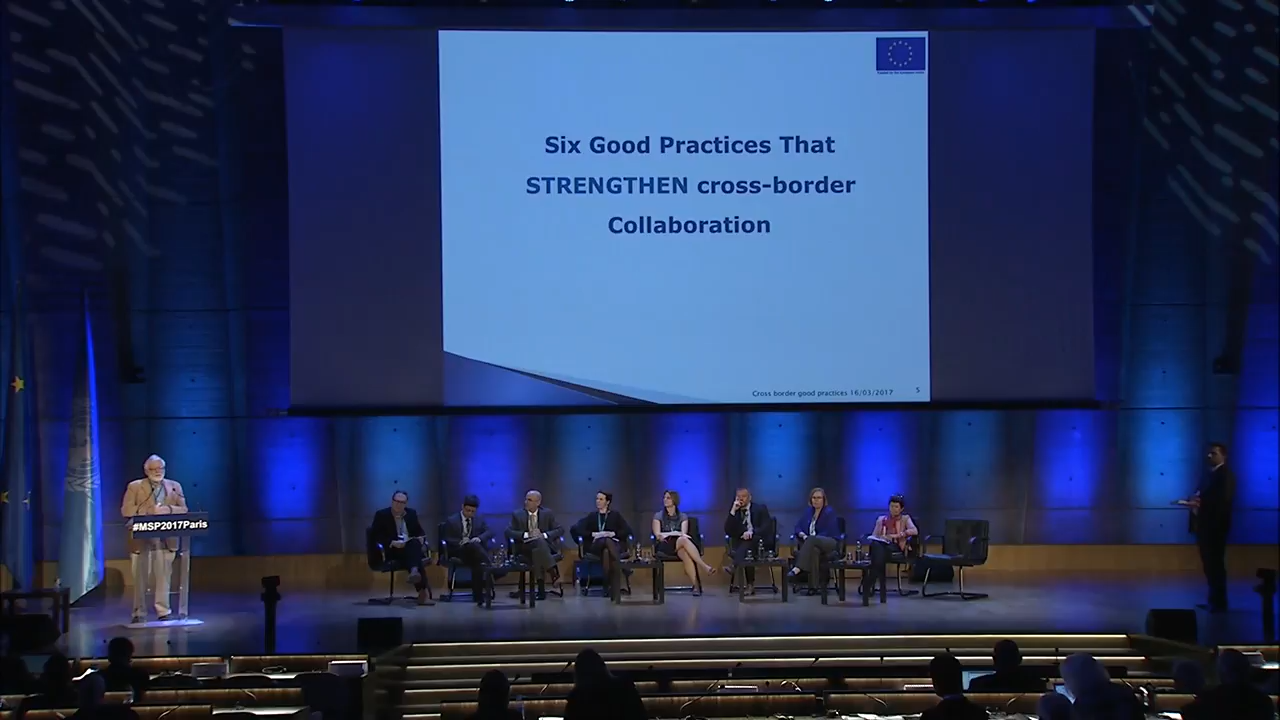 Six Good Practices That
STRENGTHEN cross-border
Collaboration
Cross border good practices 16/03/2017
5
#MSP2017Paris